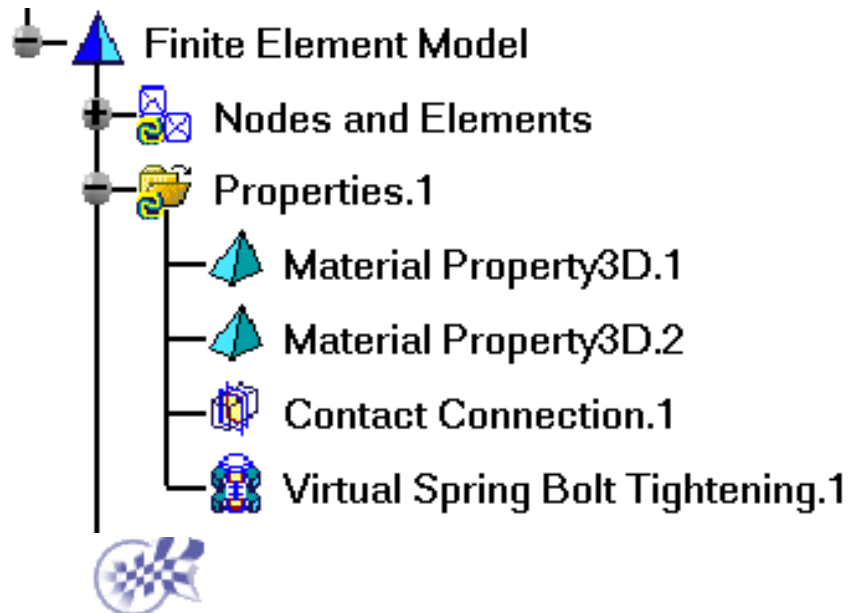 Finite Element Model
Nodes and Elements
Properties.1
Material Property3D.1
Material Property3D.2
Contact Connection.1
Virtual Spring Bolt Tightening.1